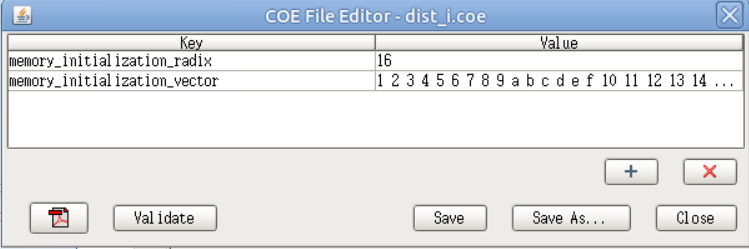 COE File Editor - dist_i.coe
Key Value
memory_initialization_radix 16
memory_initialization_vector 1 2 3 4 5 6 7 8 9 a b c d e f 10 11 12 13 14 ...
Validate Save Save As... Close